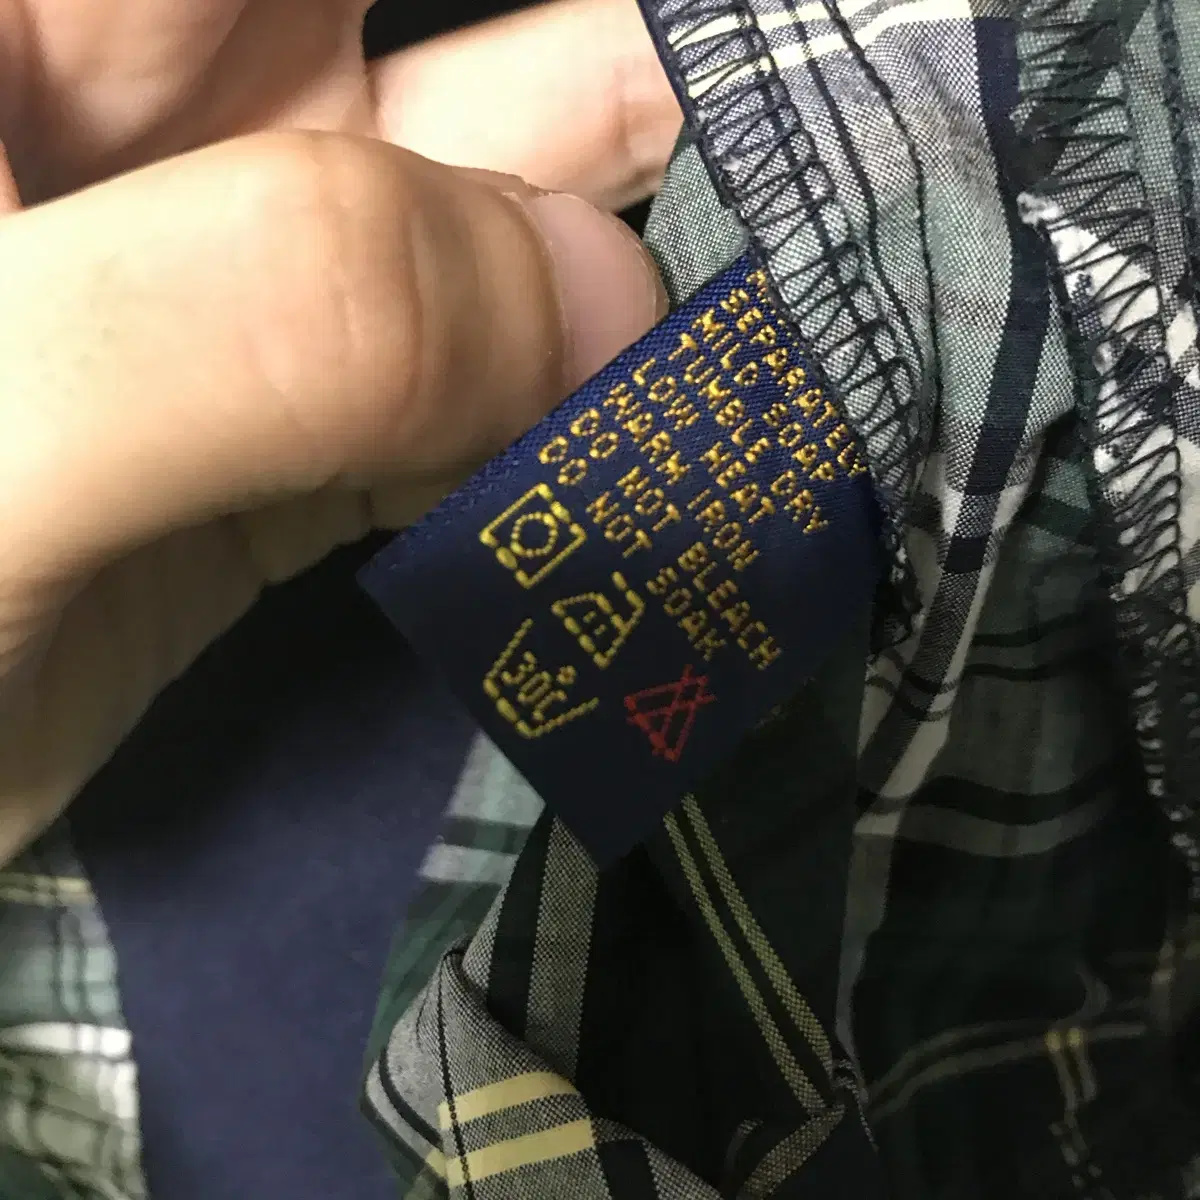 SEPARATELY
MILD SOAP
TUMBLE DRY
LOW HEAT
WARM IRON
DO NOT BLEACH
DO NOT SOAK
30°C